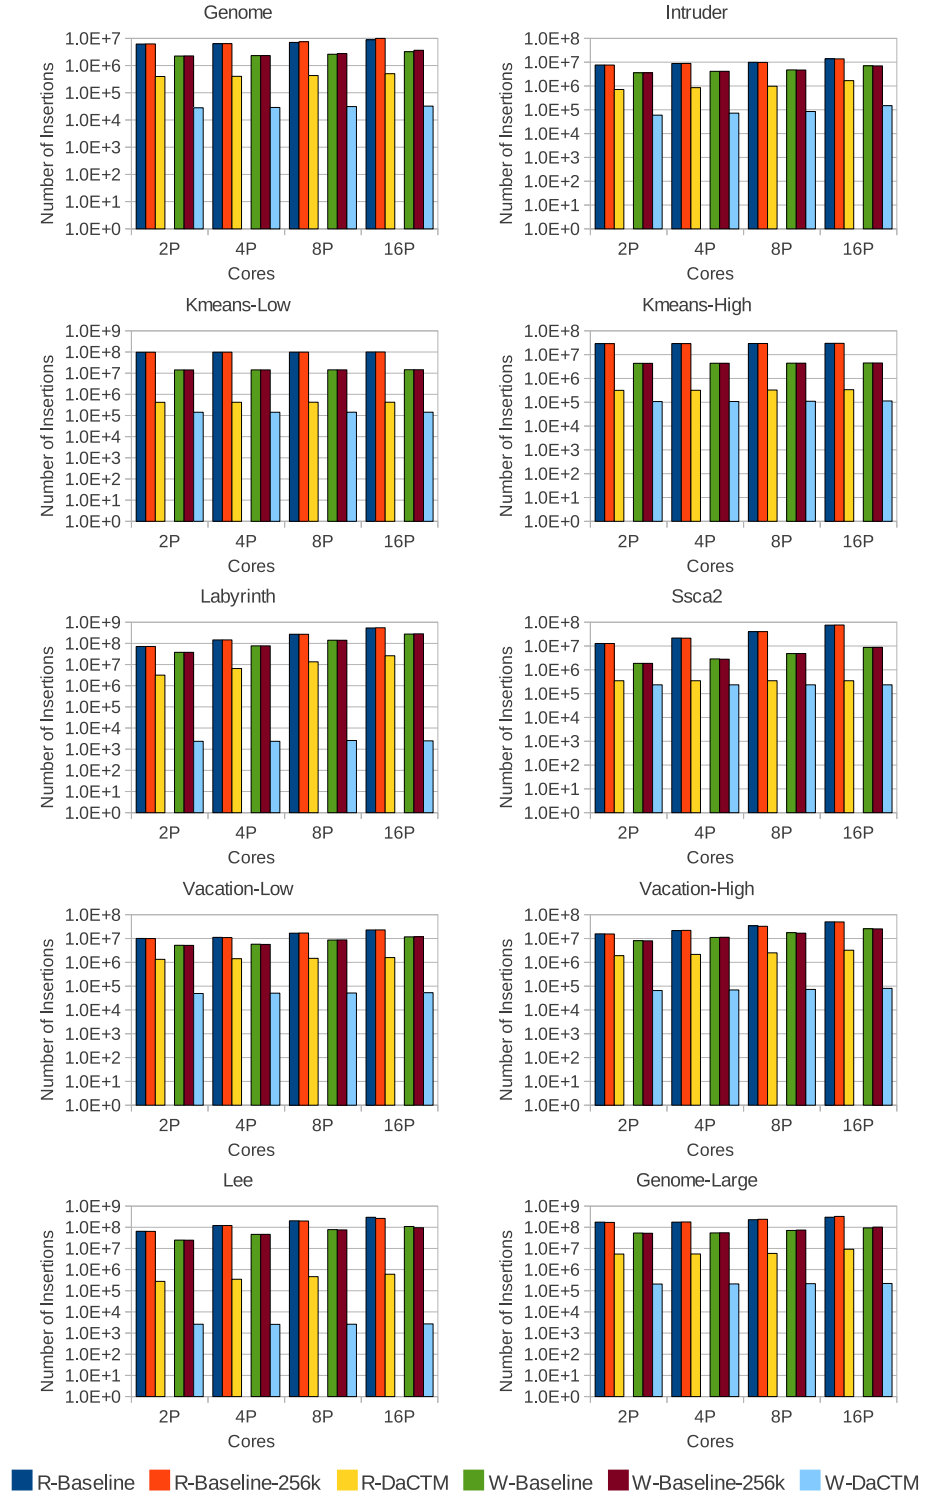 Genome
Intruder
Number of Insertions
1.0E+7
1.0E+6
1.0E+5
1.0E+4
1.0E+3
1.0E+2
1.0E+1
1.0E+0
2P 4P 8P 16P
Cores
Number of Insertions
1.0E+8
1.0E+7
1.0E+6
1.0E+5
1.0E+4
1.0E+3
1.0E+2
1.0E+1
1.0E+0
2P 4P 8P 16P
Cores
Kmeans-Low
Kmeans-High
Number of Insertions
1.0E+9
1.0E+8
1.0E+7
1.0E+6
1.0E+5
1.0E+4
1.0E+3
1.0E+2
1.0E+1
1.0E+0
2P 4P 8P 16P
Cores
Number of Insertions
1.0E+8
1.0E+7
1.0E+6
1.0E+5
1.0E+4
1.0E+3
1.0E+2
1.0E+1
1.0E+0
2P 4P 8P 16P
Cores
Labyrinth
Ssca2
Number of Insertions
1.0E+9
1.0E+8
1.0E+7
1.0E+6
1.0E+5
1.0E+4
1.0E+3
1.0E+2
1.0E+1
1.0E+0
2P 4P 8P 16P
Cores
Number of Insertions
1.0E+8
1.0E+7
1.0E+6
1.0E+5
1.0E+4
1.0E+3
1.0E+2
1.0E+1
1.0E+0
2P 4P 8P 16P
Cores
Vacation-Low
Vacation-High
Number of Insertions
1.0E+8
1.0E+7
1.0E+6
1.0E+5
1.0E+4
1.0E+3
1.0E+2
1.0E+1
1.0E+0
2P 4P 8P 16P
Cores
Number of Insertions
1.0E+8
1.0E+7
1.0E+6
1.0E+5
1.0E+4
1.0E+3
1.0E+2
1.0E+1
1.0E+0
2P 4P 8P 16P
Cores
Lee
Genome-Large
Number of Insertions
1.0E+9
1.0E+8
1.0E+7
1.0E+6
1.0E+5
1.0E+4
1.0E+3
1.0E+2
1.0E+1
1.0E+0
2P 4P 8P 16P
Cores
Number of Insertions
1.0E+9
1.0E+8
1.0E+7
1.0E+6
1.0E+5
1.0E+4
1.0E+3
1.0E+2
1.0E+1
1.0E+0
2P 4P 8P 16P
Cores
R-Baseline R-Baseline-256k R-DaCTM W-Baseline W-Baseline-256k W-DaCTM